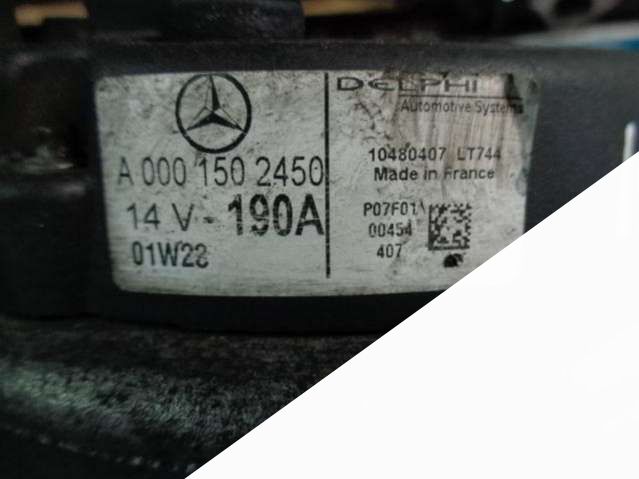 A 000 150 2450
14 V - 190A
01W28
DELPHI
Automotive Systems
10480407 LT744
Made in France
P07F01
00454
407